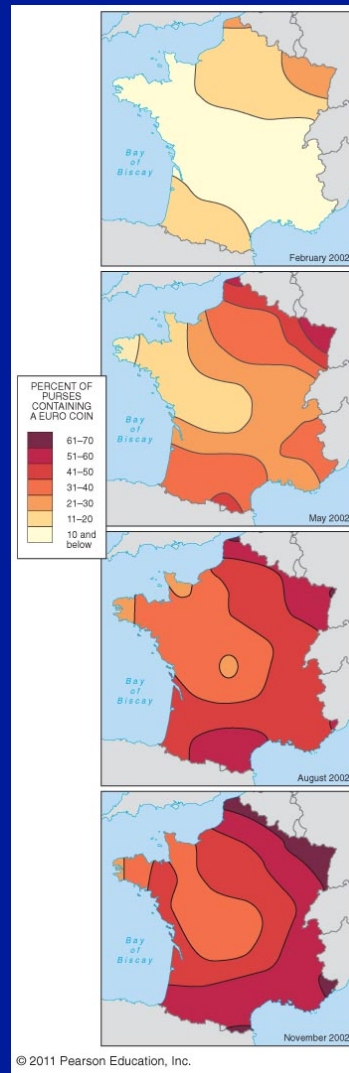 Bay
of
Biscay
February 2002
Bay
of
Biscay
May 2002
PERCENT OF
PURSES
CONTAINING
A EURO COIN
61–70
51–60
41–50
31–40
21–30
11–20
10 and
below
Bay
of
Biscay
August 2002
Bay
of
Biscay
November 2002
© 2011 Pearson Education, Inc.